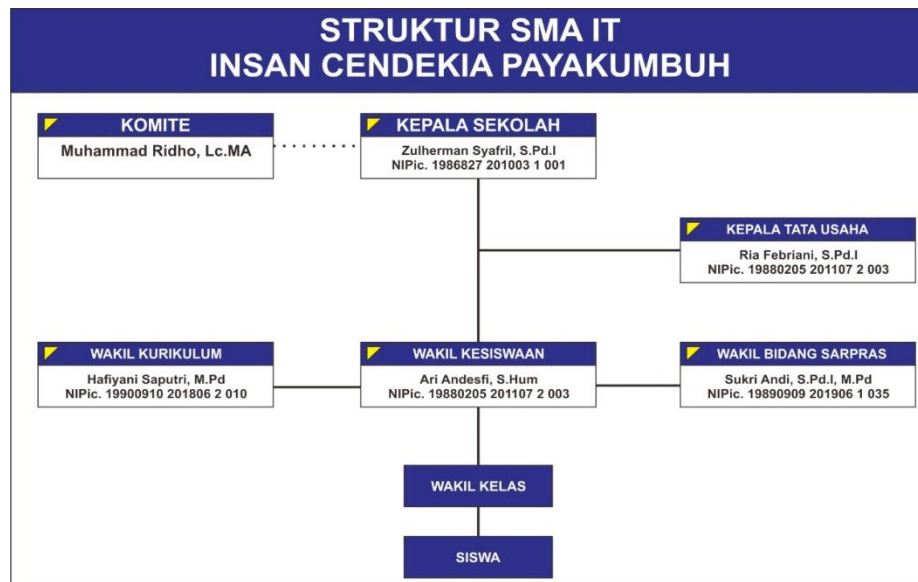 STRUKTUR SMA IT
INSAN CENDEKIA PAYAKUMBUH
KOMITE
Muhammad Ridho, Lc.MA
KEPALA SEKOLAH
Zulherman Syafril, S.Pd.I
NIPic. 1986827 201003 1 001
KEPALA TATA USAHA
Ria Febriani, S.Pd.I
NIPic. 19880205 201107 2 003
WAKIL KURIKULUM
Hafiyani Saputri, M.Pd
NIPic. 19900910 201806 2 010
WAKIL KESISWAAN
Ari Andesfi, S.Hum
NIPic. 19880205 201107 2 003
WAKIL BIDANG SARPRAS
Sukri Andi, S.Pd.I, M.Pd
NIPic. 19890909 201906 1 035
WAKIL KELAS
SISWA